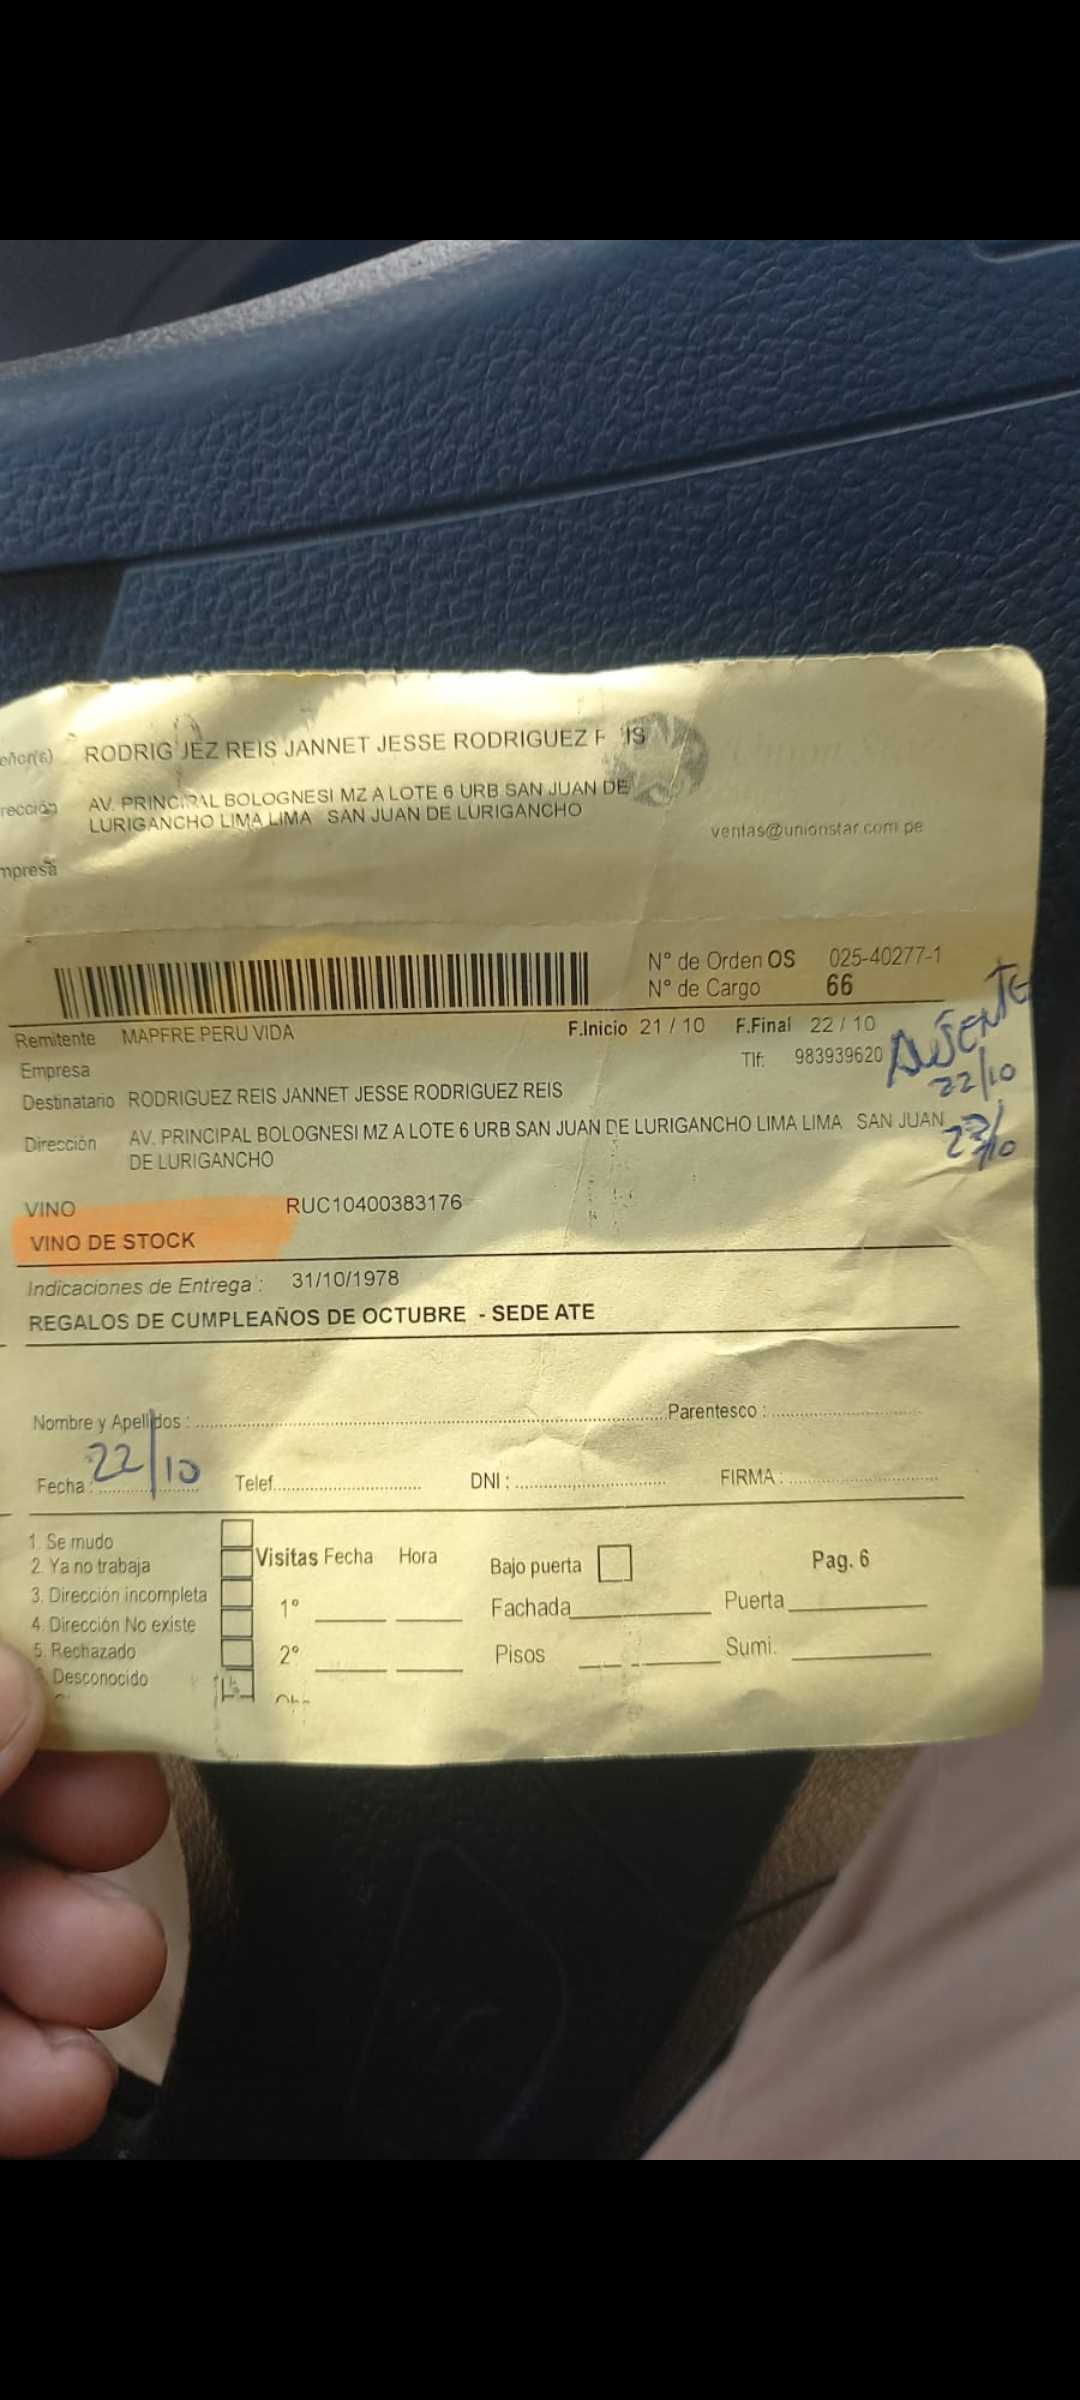 eñor(s) RODRIGUEZ REIS JANNET JESSE RODRIGUEZ R IS
rección AV. PRINCIPAL BOLOGNESI MZ A LOTE 6 URB SAN JUAN DE
LURIGANCHO LIMA LIMA SAN JUAN DE LURIGANCHO
ventas@unionstar.com.pe
mpresa
N° de Orden OS 025-40277-1
N° de Cargo 66
AUSENTE
Remitente MAPFRE PERU VIDA F.Inicio 21 / 10 F.Final 22 / 10
Empresa Tlf: 983939620
22/10
Destinatario RODRIGUEZ REIS JANNET JESSE RODRIGUEZ REIS
Dirección AV. PRINCIPAL BOLOGNESI MZ A LOTE 6 URB SAN JUAN DE LURIGANCHO LIMA LIMA SAN JUAN
DE LURIGANCHO
23/10
VINO RUC10400383176
VINO DE STOCK
Indicaciones de Entrega : 31/10/1978
REGALOS DE CUMPLEAÑOS DE OCTUBRE - SEDE ATE
Nombre y Apellidos : Parentesco :
Fecha : 22/10 Telef. DNI : FIRMA :
1. Se mudo
2. Ya no trabaja
3. Dirección incompleta
4. Dirección No existe
5. Rechazado
Desconocido
Visitas Fecha Hora
1°
2°
Bajo puerta Pag. 6
Fachada Puerta
Pisos Sumi.